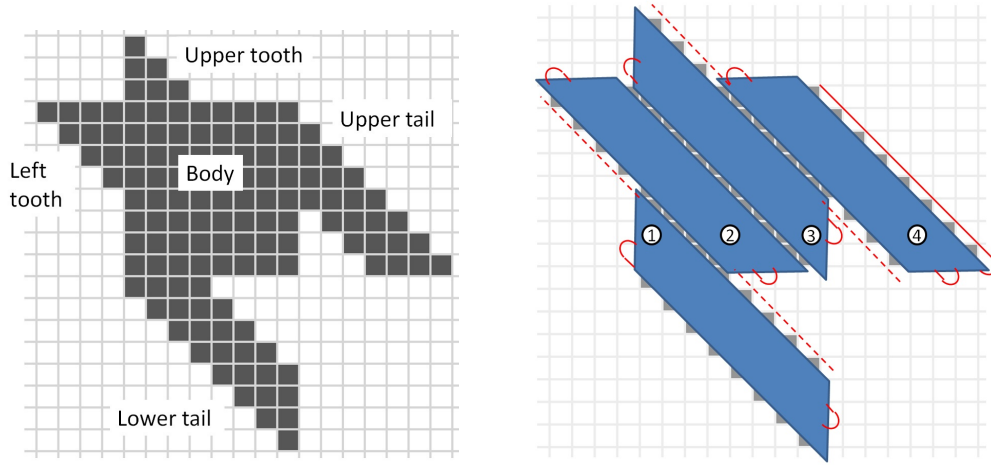 Upper tooth
Upper tail
Left
tooth
Body
Lower tail
1
2
3
4